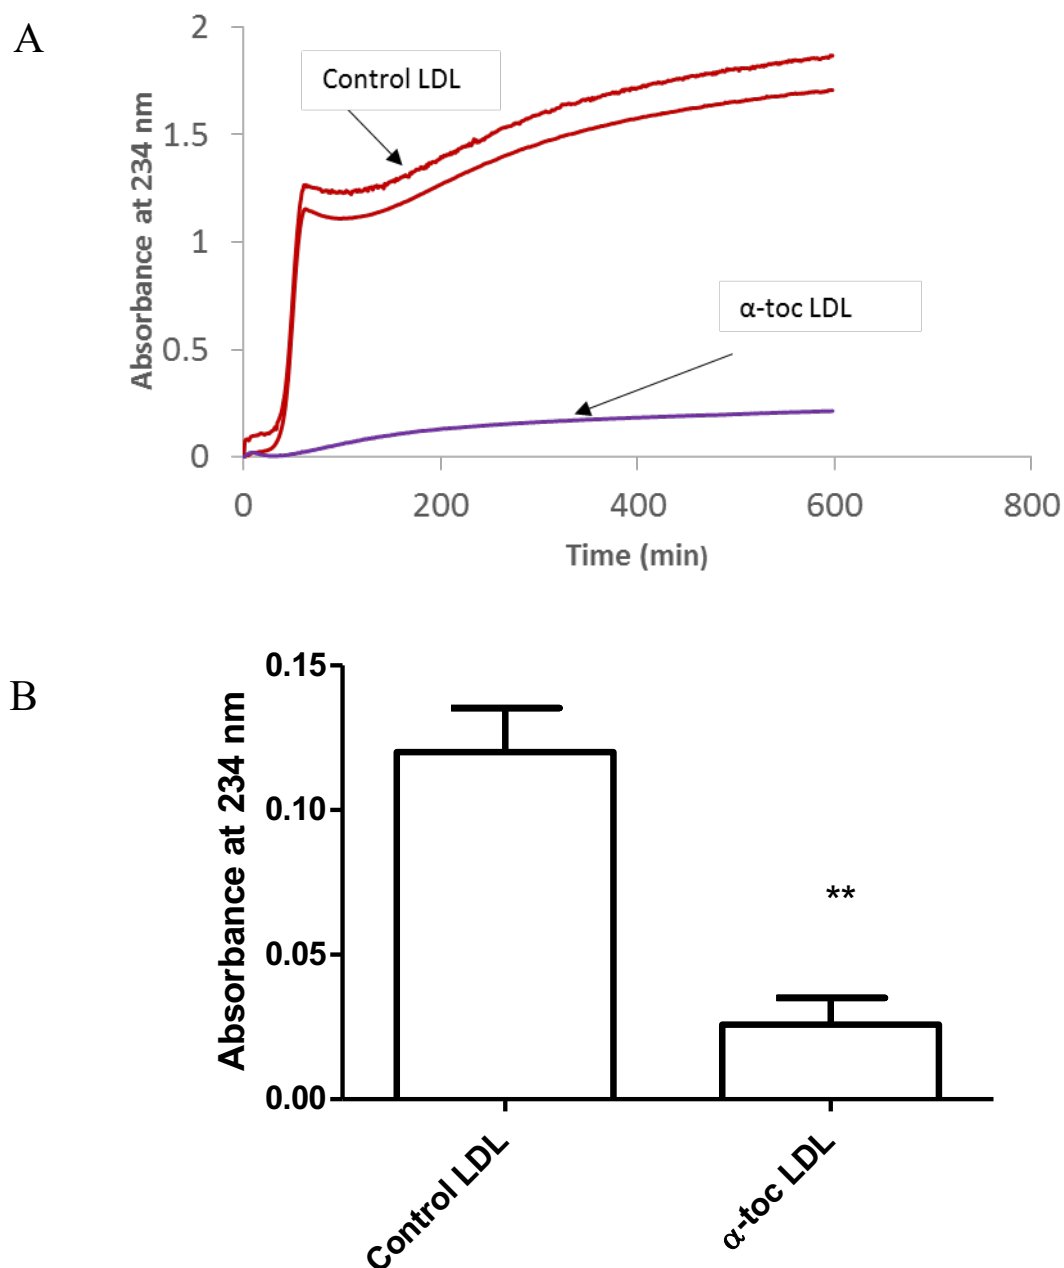 A
2
1.5
1
0.5
0
Absorbance at 234 nm
Control LDL
α-toc LDL
0 200 400 600 800
Time (min)
B
0.15
0.10
0.05
0.00
Absorbance at 234 nm
**
Control LDL
α-toc LDL